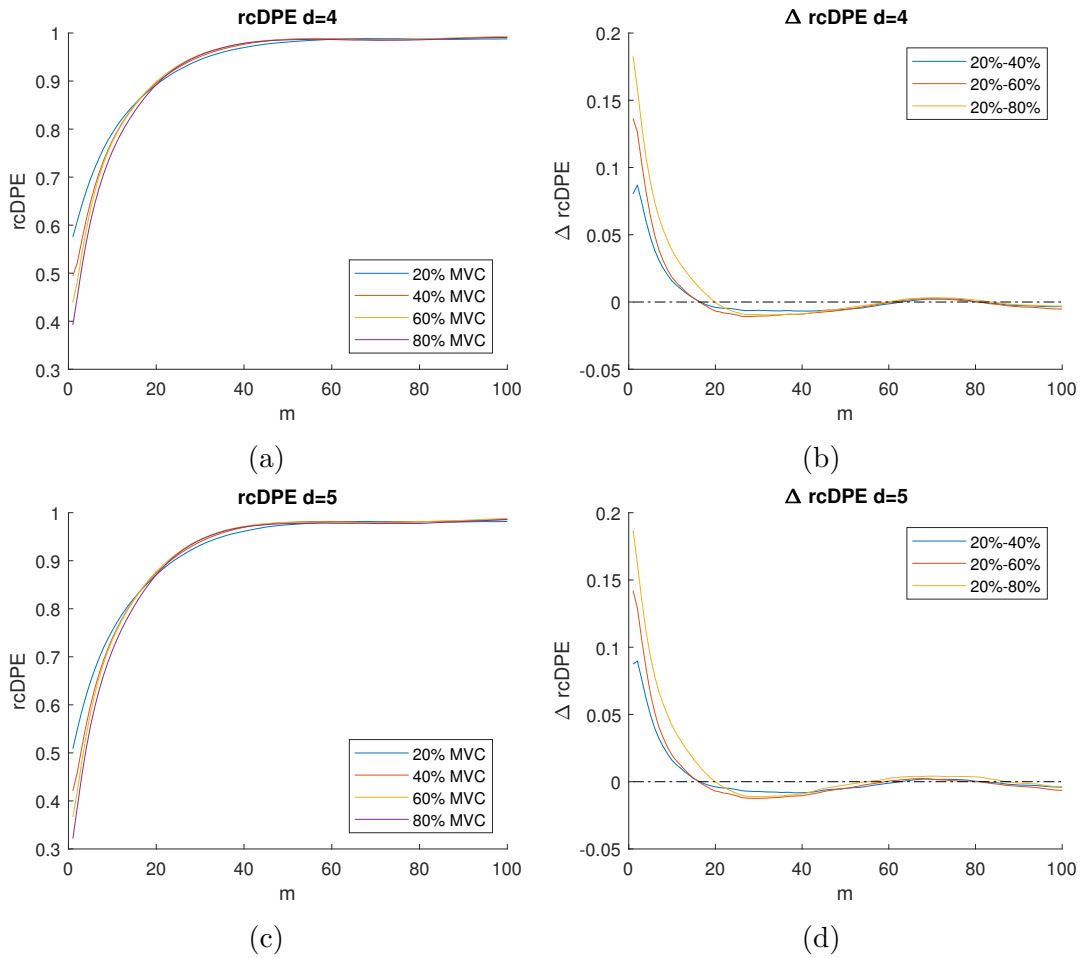 rcDPE d=4
1
0.9
0.8
0.7
0.6
0.5
0.4
0.3
rcDPE
20% MVC
40% MVC
60% MVC
80% MVC
0 20 40 60 80 100
m
(a)
Δ rcDPE d=4
0.2
0.15
0.1
0.05
0
-0.05
Δ rcDPE
20%-40%
20%-60%
20%-80%
0 20 40 60 80 100
m
(b)
rcDPE d=5
1
0.9
0.8
0.7
0.6
0.5
0.4
0.3
rcDPE
20% MVC
40% MVC
60% MVC
80% MVC
0 20 40 60 80 100
m
(c)
Δ rcDPE d=5
0.2
0.15
0.1
0.05
0
-0.05
Δ rcDPE
20%-40%
20%-60%
20%-80%
0 20 40 60 80 100
m
(d)